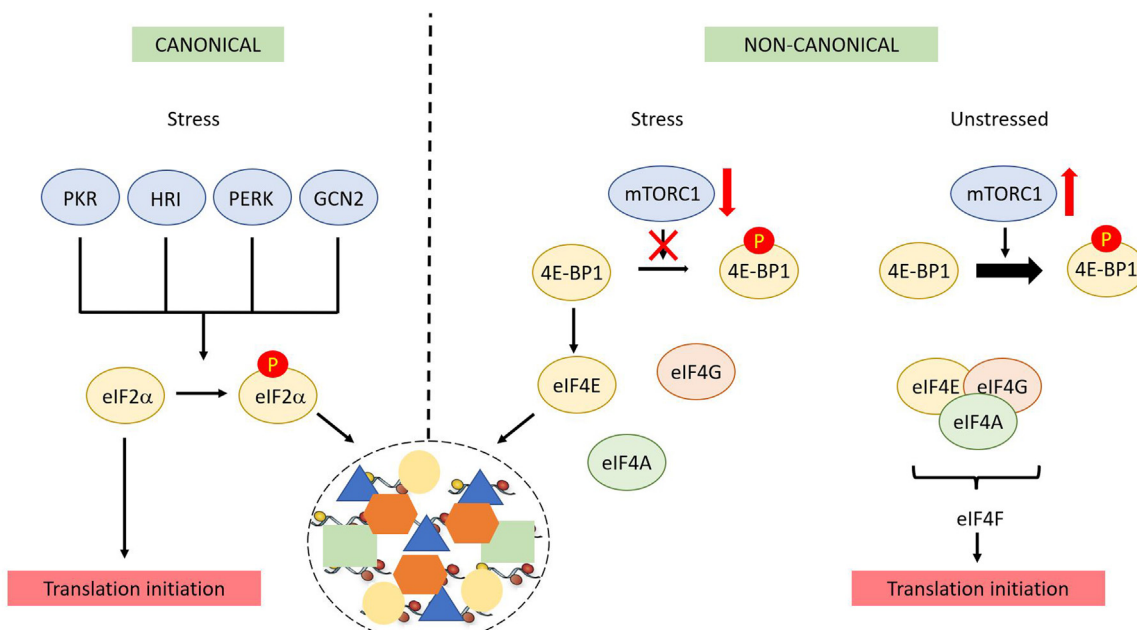 CANONICAL
NON-CANONICAL
Stress
Stress
Unstressed
PKR
HRI
PERK
GCN2
mTORC1
mTORC1
4E-BP1
P
4E-BP1
4E-BP1
P
4E-BP1
eIF2α
P
eIF2α
eIF4E
eIF4G
eIF4A
eIF4E
eIF4G
eIF4A
eIF4F
Translation initiation
Translation initiation